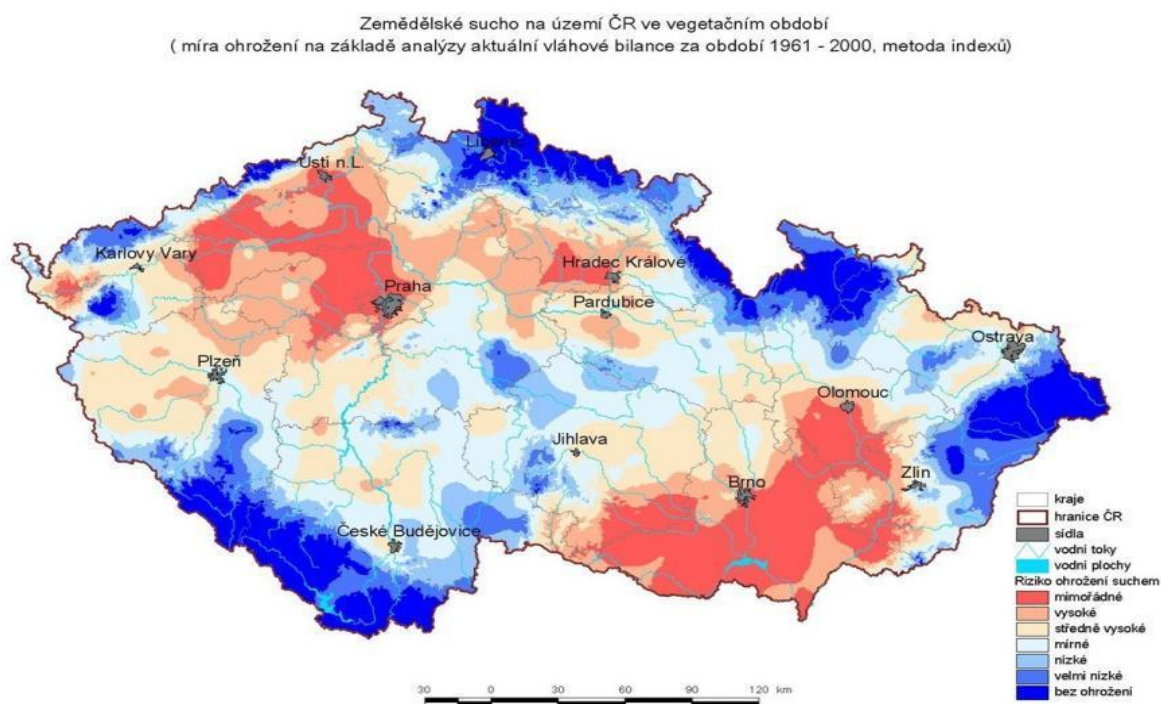 Zemědělské sucho na území ČR ve vegetačním období
( míra ohrožení na základě analýzy aktuální vláhové bilance za období 1961 - 2000, metoda indexů)
Liberec
Ústí n.L.
Karlovy Vary
Hradec Králové
Praha
Pardubice
Ostrava
Plzeň
Olomouc
Jihlava
Zlín
Brno
České Budějovice
kraje
hranice ČR
sídla
vodní toky
vodní plochy
Riziko ohrožení suchem
mimořádné
vysoké
středně vysoké
mírné
nízké
velmi nízké
bez ohrožení
30 0 30 60 90 120 km